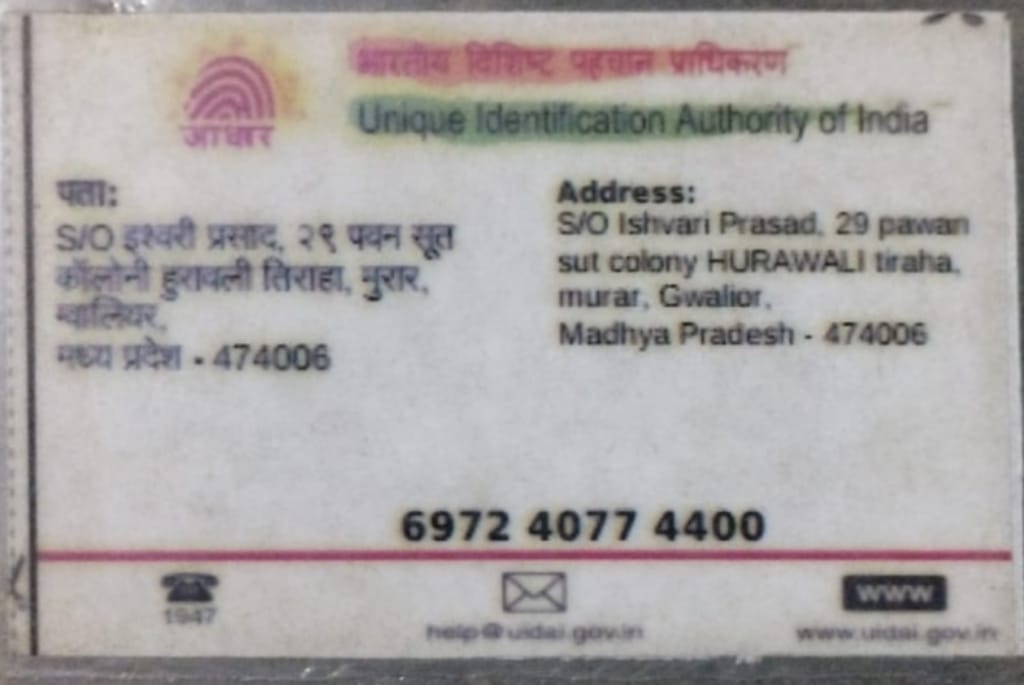 भारतीय विशिष्ट पहचान प्राधिकरण
आधार
Unique Identification Authority of India
पता:
S/O इश्वरी प्रसाद, २९ पवन सूत
कॉलोनी हुरावली तिराहा, मुरार,
ग्वालियर,
मध्य प्रदेश - 474006
Address:
S/O Ishvari Prasad, 29 pawan
sut colony HURAWALI tiraha,
murar, Gwalior,
Madhya Pradesh - 474006
6972 4077 4400
1947
help@uidai.gov.in
www
www.uidai.gov.in